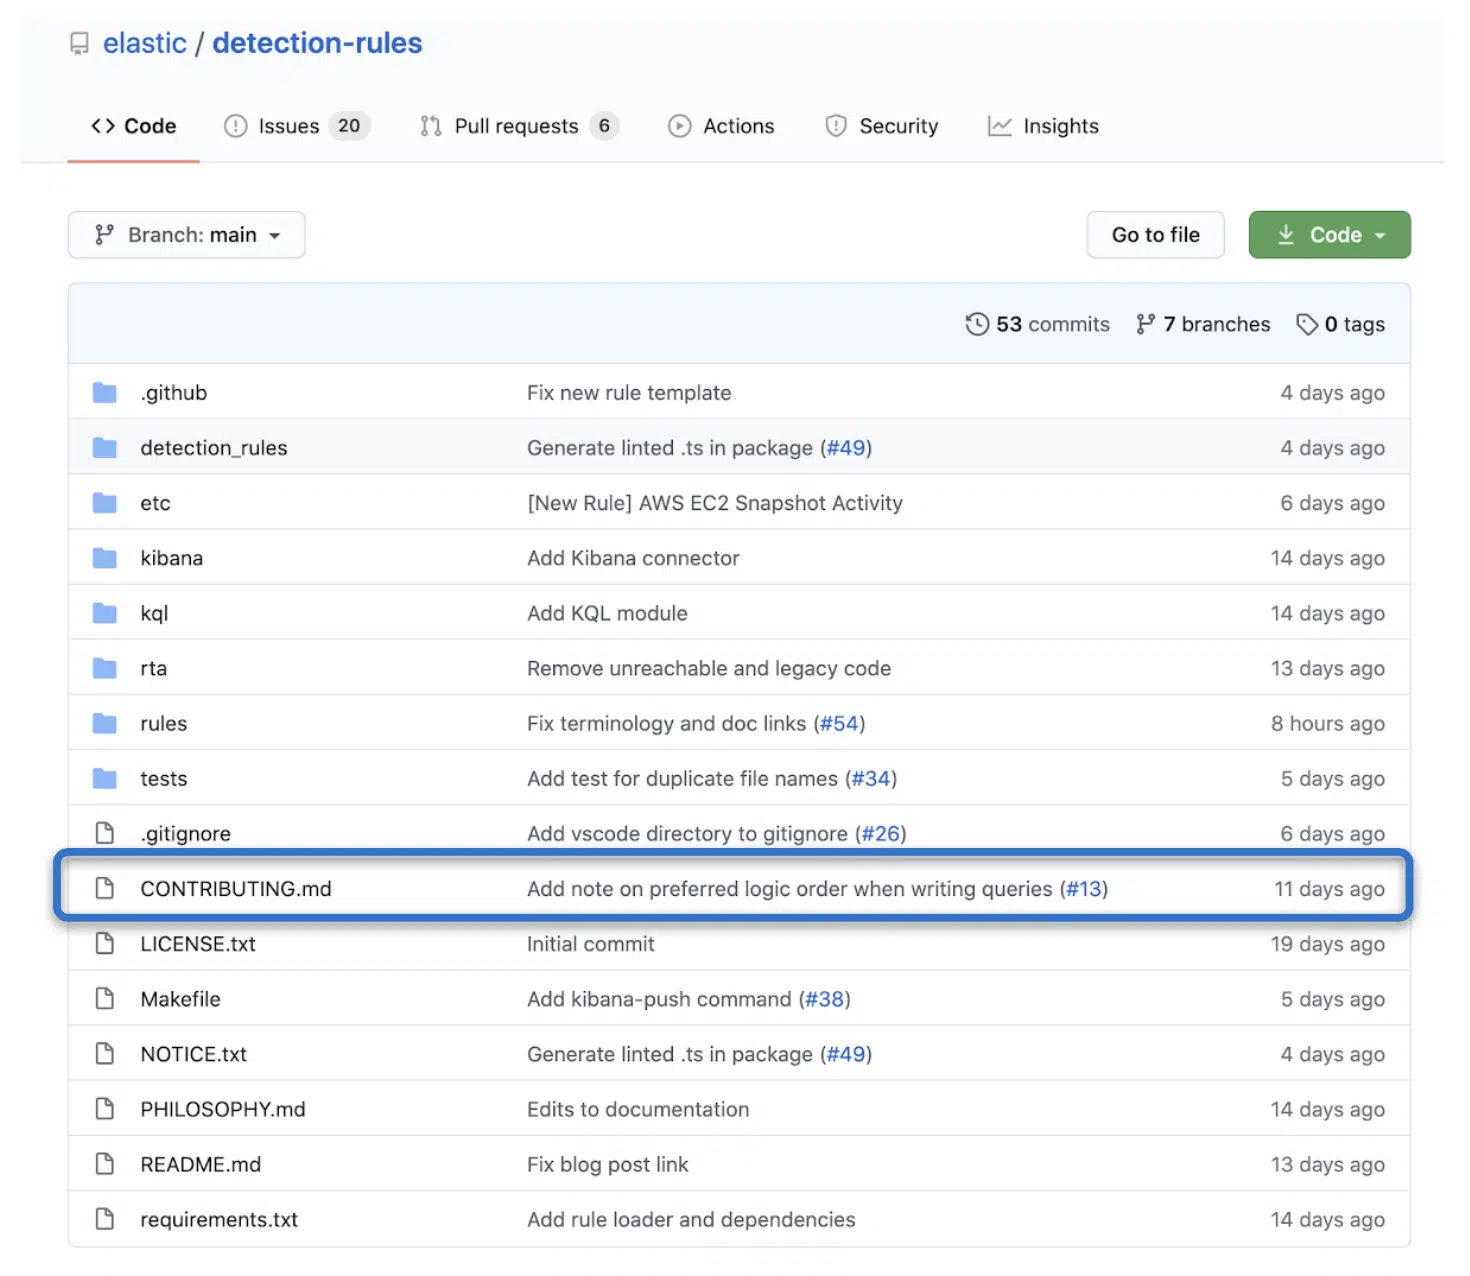 elastic / detection-rules
Code Issues 20 Pull requests 6 Actions Security Insights
Branch: main Go to file Code
53 commits 7 branches 0 tags
.github Fix new rule template 4 days ago
detection_rules Generate linted .ts in package (#49) 4 days ago
etc [New Rule] AWS EC2 Snapshot Activity 6 days ago
kibana Add Kibana connector 14 days ago
kql Add KQL module 14 days ago
rta Remove unreachable and legacy code 13 days ago
rules Fix terminology and doc links (#54) 8 hours ago
tests Add test for duplicate file names (#34) 5 days ago
.gitignore Add vscode directory to gitignore (#26) 6 days ago
CONTRIBUTING.md Add note on preferred logic order when writing queries (#13) 11 days ago
LICENSE.txt Initial commit 19 days ago
Makefile Add kibana-push command (#38) 5 days ago
NOTICE.txt Generate linted .ts in package (#49) 4 days ago
PHILOSOPHY.md Edits to documentation 14 days ago
README.md Fix blog post link 13 days ago
requirements.txt Add rule loader and dependencies 14 days ago